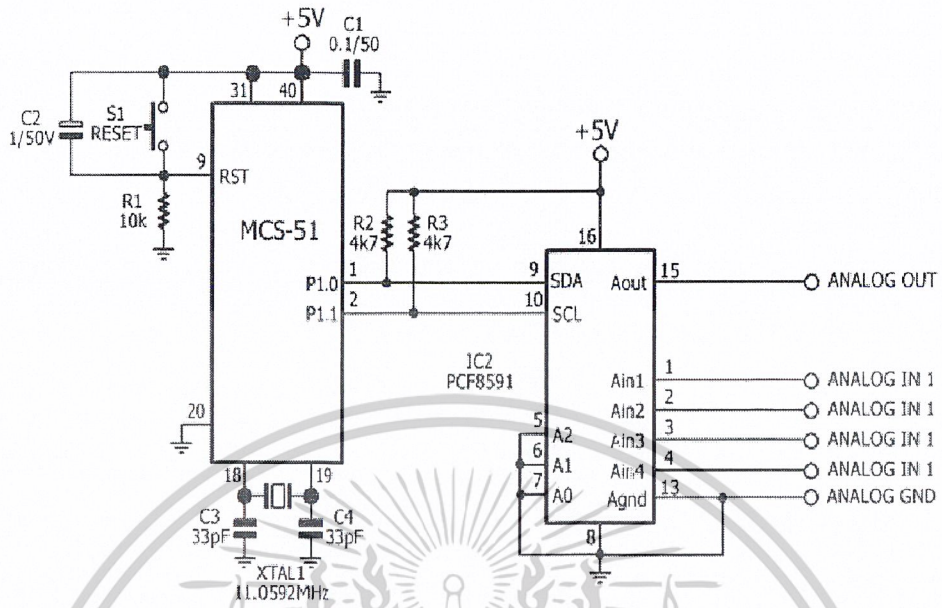 +5V
C1
0.1/50
31
40
C2
1/50V
S1
RESET
9
RST
R1
10k
MCS-51
+5V
R2
4k7
R3
4k7
16
P1.0
1
9
SDA
Aout
15
ANALOG OUT
P1.1
2
10
SCL
IC2
PCF8591
Ain1
1
ANALOG IN 1
Ain2
2
ANALOG IN 1
20
5
A2
Ain3
3
ANALOG IN 1
6
A1
Ain4
4
ANALOG IN 1
7
A0
Agnd
13
ANALOG GND
18
19
8
C3
33pF
C4
33pF
XTAL1
11.0592MHz